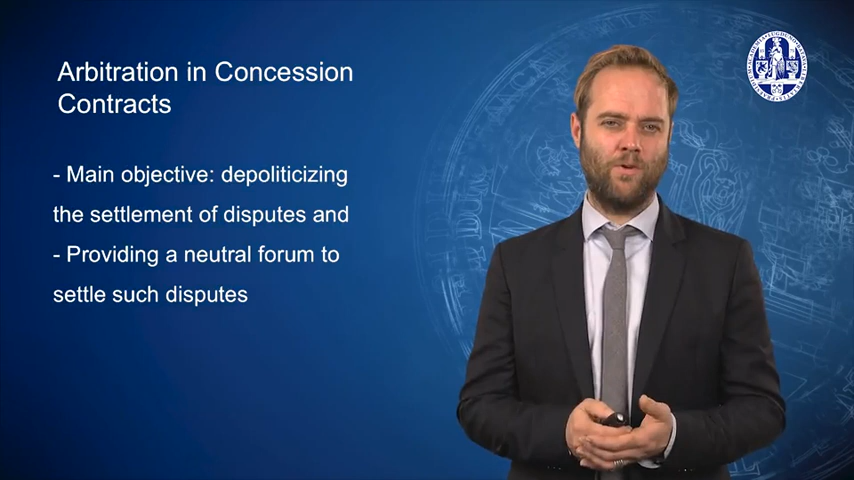 Arbitration in Concession
Contracts
- Main objective: depoliticizing
the settlement of disputes and
- Providing a neutral forum to
settle such disputes